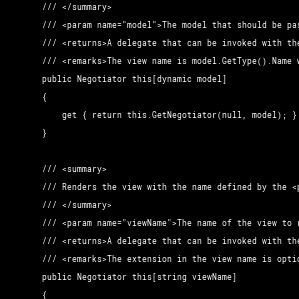 /// </summary>
/// <param name="model">The model that should be pas
/// <returns>A delegate that can be invoked with the
/// <remarks>The view name is model.GetType().Name w
public Negotiator this[dynamic model]
{
get { return this.GetNegotiator(null, model); }
}
/// <summary>
/// Renders the view with the name defined by the <p
/// </summary>
/// <param name="viewName">The name of the view to r
/// <returns>A delegate that can be invoked with the
/// <remarks>The extension in the view name is optio
public Negotiator this[string viewName]
{